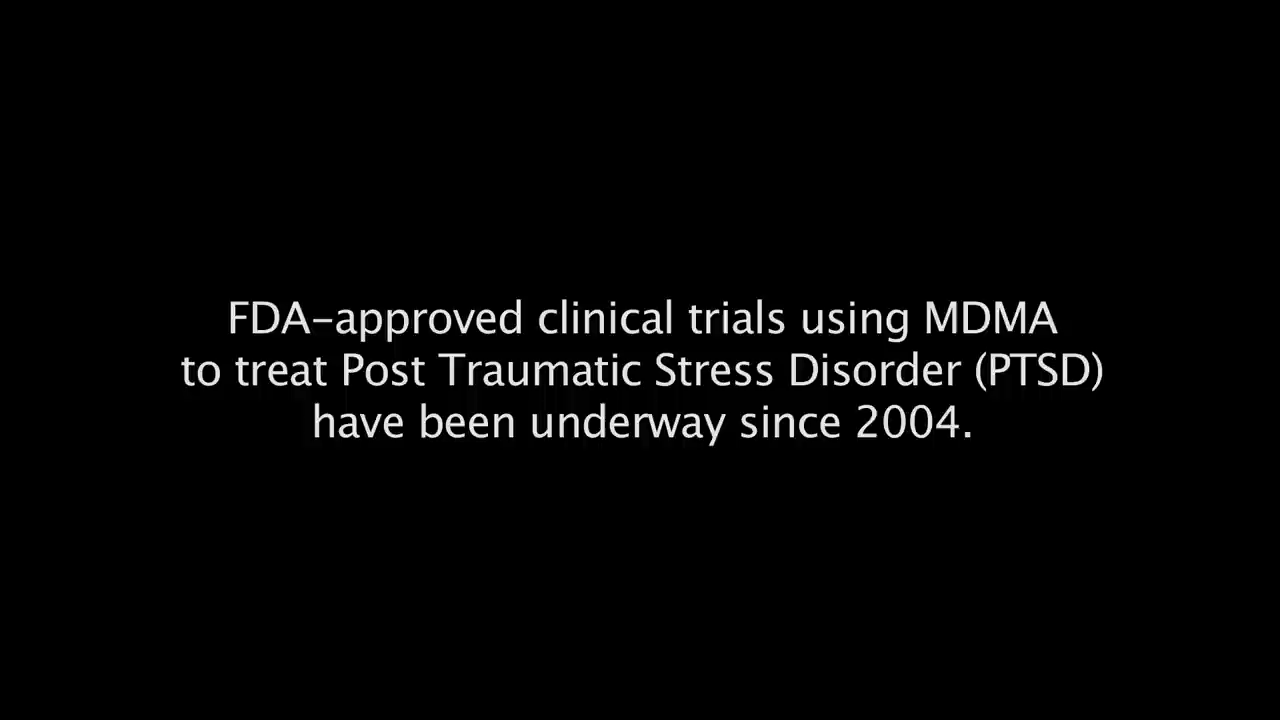 FDA-approved clinical trials using MDMA
to treat Post Traumatic Stress Disorder (PTSD)
have been underway since 2004.